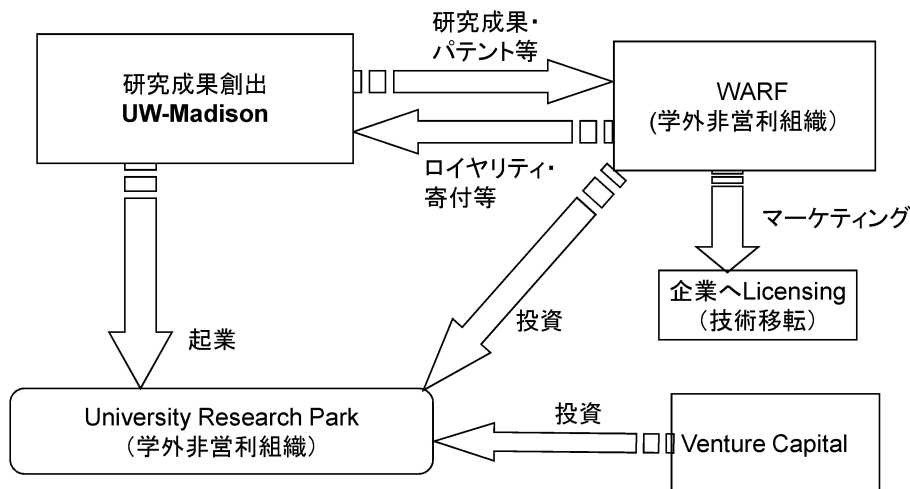 研究成果創出
UW-Madison
研究成果・
パテント等
WARF
(学外非営利組織)
ロイヤリティ・
寄付等
マーケティング
企業へLicensing
(技術移転)
起業
投資
University Research Park
(学外非営利組織)
投資
Venture Capital